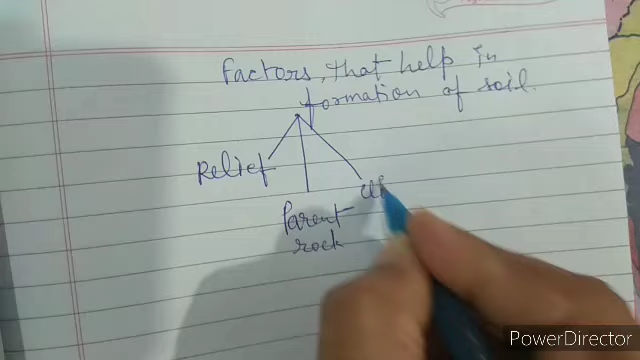 Factors, that help in
formation of soil.
Relief
Parent
rock
PowerDirector